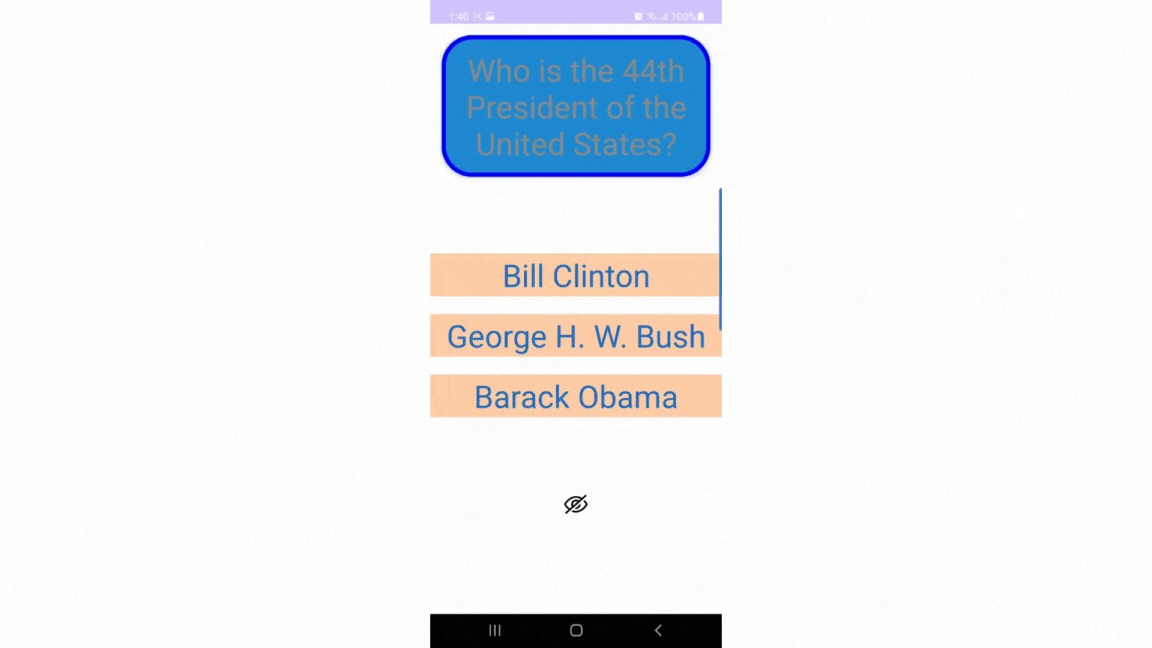 1:40 100%
Who is the 44th
President of the
United States?
Bill Clinton
George H. W. Bush
Barack Obama